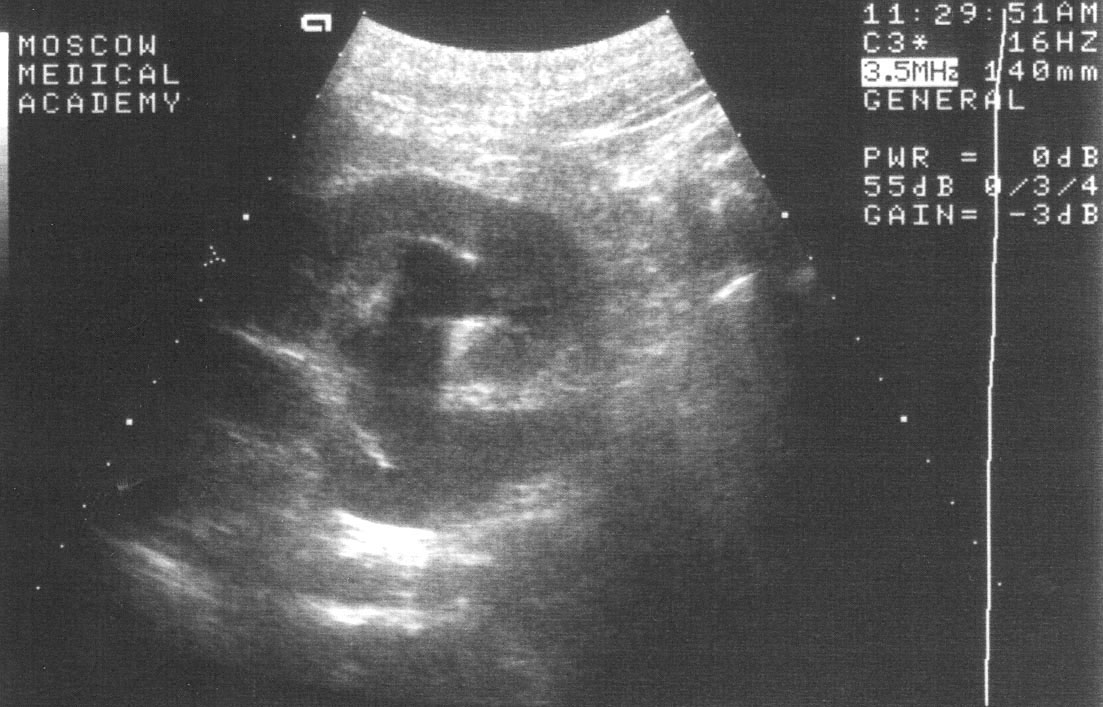 MOSCOW
MEDICAL
ACADEMY
11:29:51AM
C3* 16HZ
3.5MHz 140mm
GENERAL
PWR = 0dB
55dB 0/3/4
GAIN= -3dB